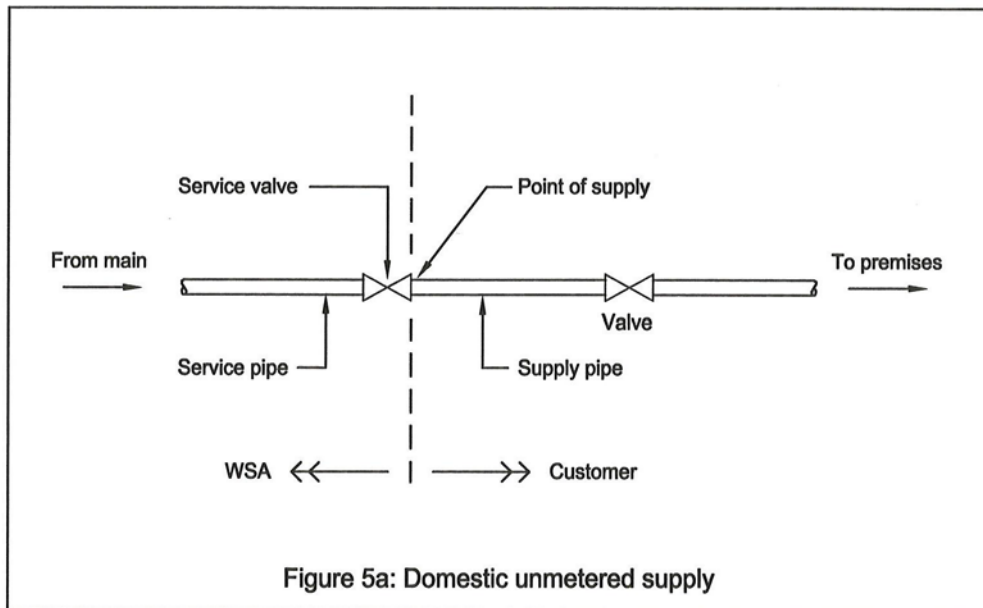 Service valve
Point of supply
From main
To premises
Valve
Service pipe
Supply pipe
WSA
Customer
Figure 5a: Domestic unmetered supply